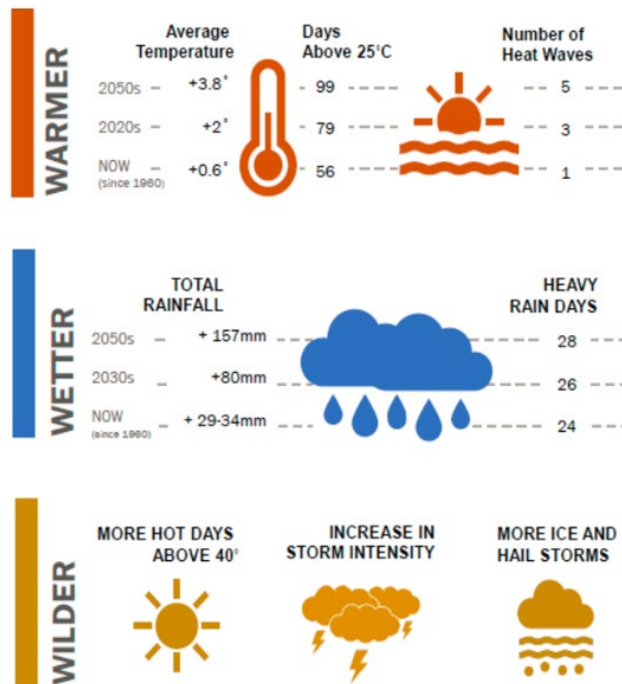 WARMER
Average
Temperature
Days
Above 25°C
Number of
Heat Waves
2050s +3.8° 99 5
2020s +2° 79 3
NOW +0.6° 56 1
(since 1960)
WETTER
TOTAL
RAINFALL
HEAVY
RAIN DAYS
2050s + 157mm 28
2030s +80mm 26
NOW + 29-34mm 24
(since 1960)
WILDER
MORE HOT DAYS
ABOVE 40°
INCREASE IN
STORM INTENSITY
MORE ICE AND
HAIL STORMS